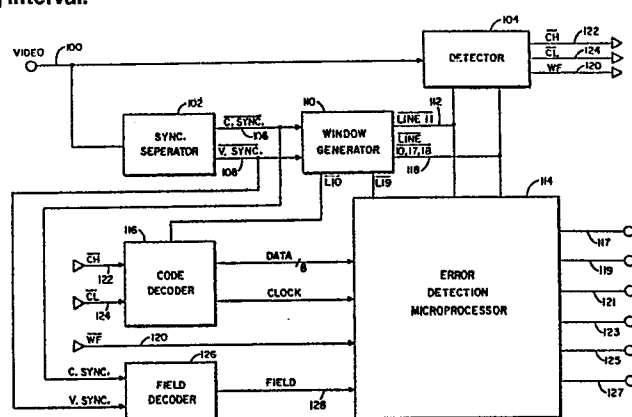 g interval.
VIDEO
100
102
SYNC.
SEPERATOR
C. SYNC.
106
V. SYNC.
108
110
WINDOW
GENERATOR
LINE 11
112
LINE
10,17,18
118
104
DETECTOR
CH
122
CL
124
WF
120
L10
L19
114
ERROR
DETECTION
MICROPROCESSOR
116
CODE
DECODER
CH
122
CL
124
DATA
8
CLOCK
WF
120
126
FIELD
DECODER
C. SYNC.
V. SYNC.
FIELD
128
117
119
121
123
125
127